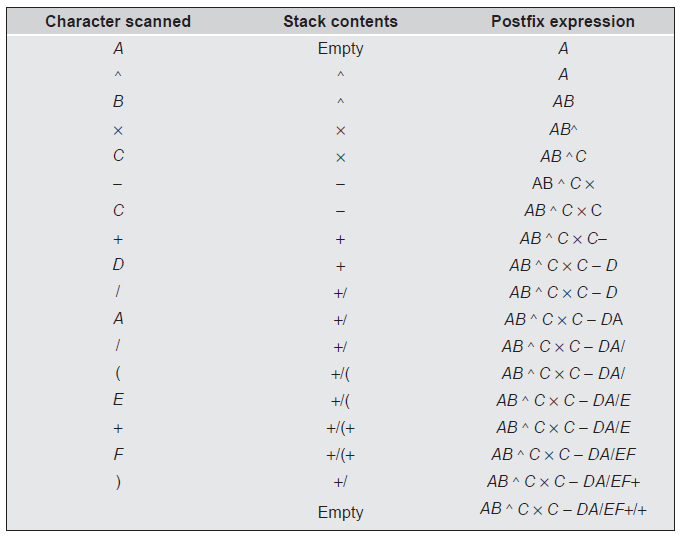 Character scanned Stack contents Postfix expression
A Empty A
^ ^ A
B ^ AB
× × AB^
C × AB ^ C
– – AB ^ C ×
C – AB ^ C × C
+ + AB ^ C × C–
D + AB ^ C × C – D
/ +/ AB ^ C × C – D
A +/ AB ^ C × C – DA
/ +/ AB ^ C × C – DA/
( +/( AB ^ C × C – DA/
E +/( AB ^ C × C – DA/E
+ +/(+ AB ^ C × C – DA/E
F +/(+ AB ^ C × C – DA/EF
) +/ AB ^ C × C – DA/EF+
Empty AB ^ C × C – DA/EF+/+